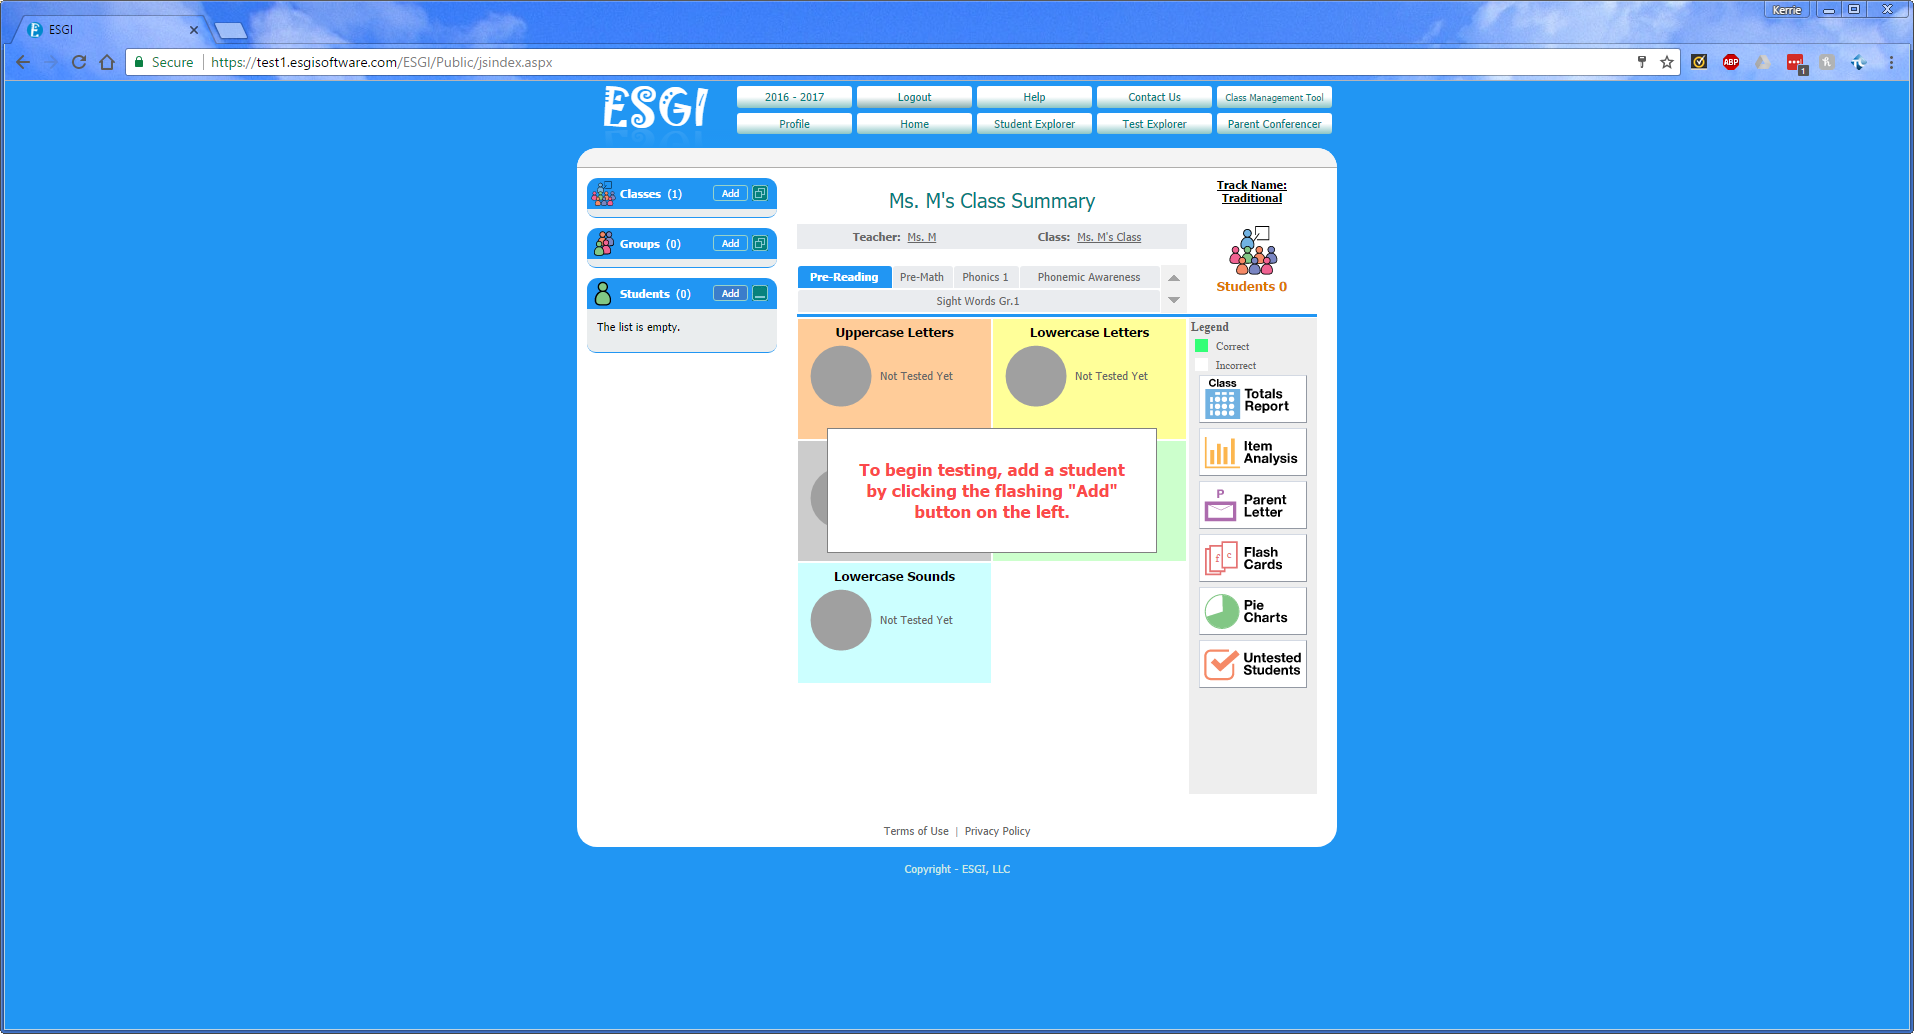 Kerrie
ESGI
Secure https://test1.esgisoftware.com/ESGI/Public/jsindex.aspx
ABP
1
ESGI
2016 - 2017 Logout Help Contact Us Class Management Tool
Profile Home Student Explorer Test Explorer Parent Conferencer
Classes (1) Add
Groups (0) Add
Students (0) Add
The list is empty.
Ms. M's Class Summary
Teacher: Ms. M Class: Ms. M's Class
Pre-Reading Pre-Math Phonics 1 Phonemic Awareness
Sight Words Gr.1
Track Name:
Traditional
Students 0
Uppercase Letters
Not Tested Yet
Lowercase Letters
Not Tested Yet
To begin testing, add a student
by clicking the flashing "Add"
button on the left.
Lowercase Sounds
Not Tested Yet
Legend
Correct
Incorrect
Class
Totals
Report
Item
Analysis
P
Parent
Letter
f c
Flash
Cards
Pie
Charts
Untested
Students
Terms of Use | Privacy Policy
Copyright - ESGI, LLC